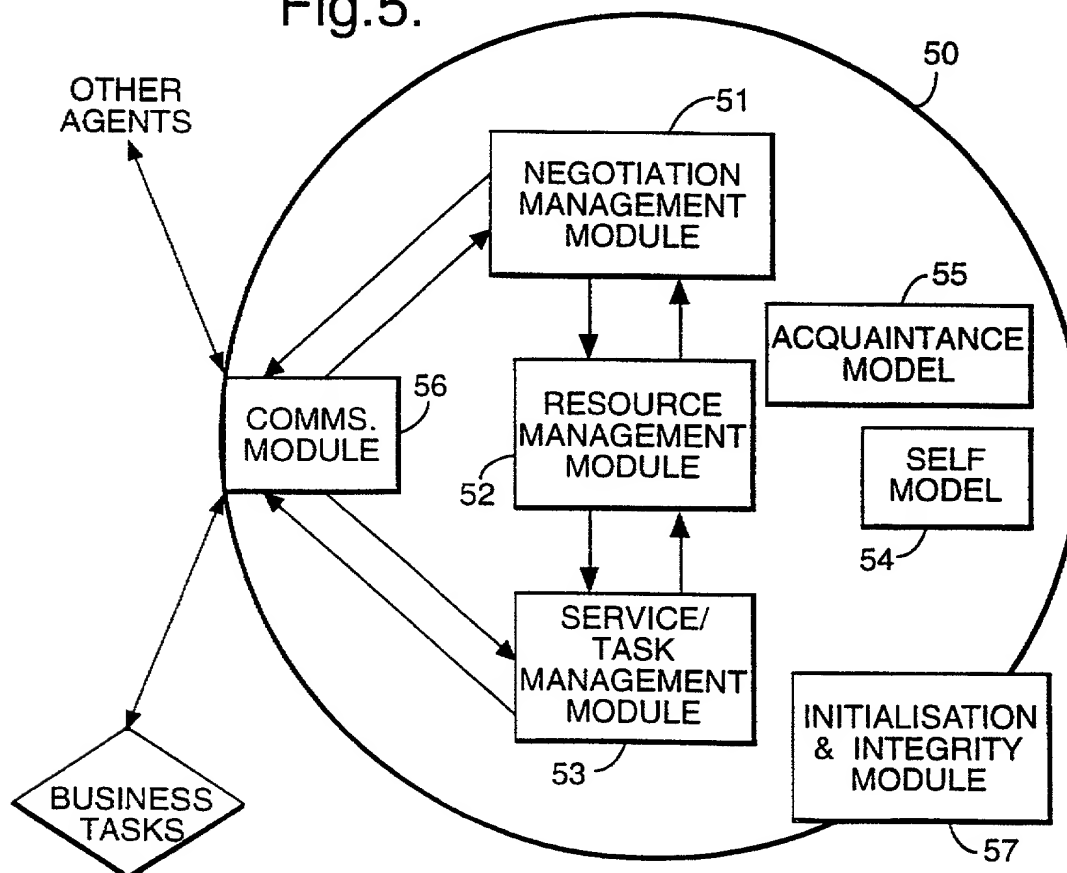 Fig.5.
50
OTHER
AGENTS
51
NEGOTIATION
MANAGEMENT
MODULE
55
ACQUAINTANCE
MODEL
COMMS.
MODULE
56
RESOURCE
MANAGEMENT
MODULE
52
SELF
MODEL
54
SERVICE/
TASK
MANAGEMENT
MODULE
53
INITIALISATION
& INTEGRITY
MODULE
57
BUSINESS
TASKS